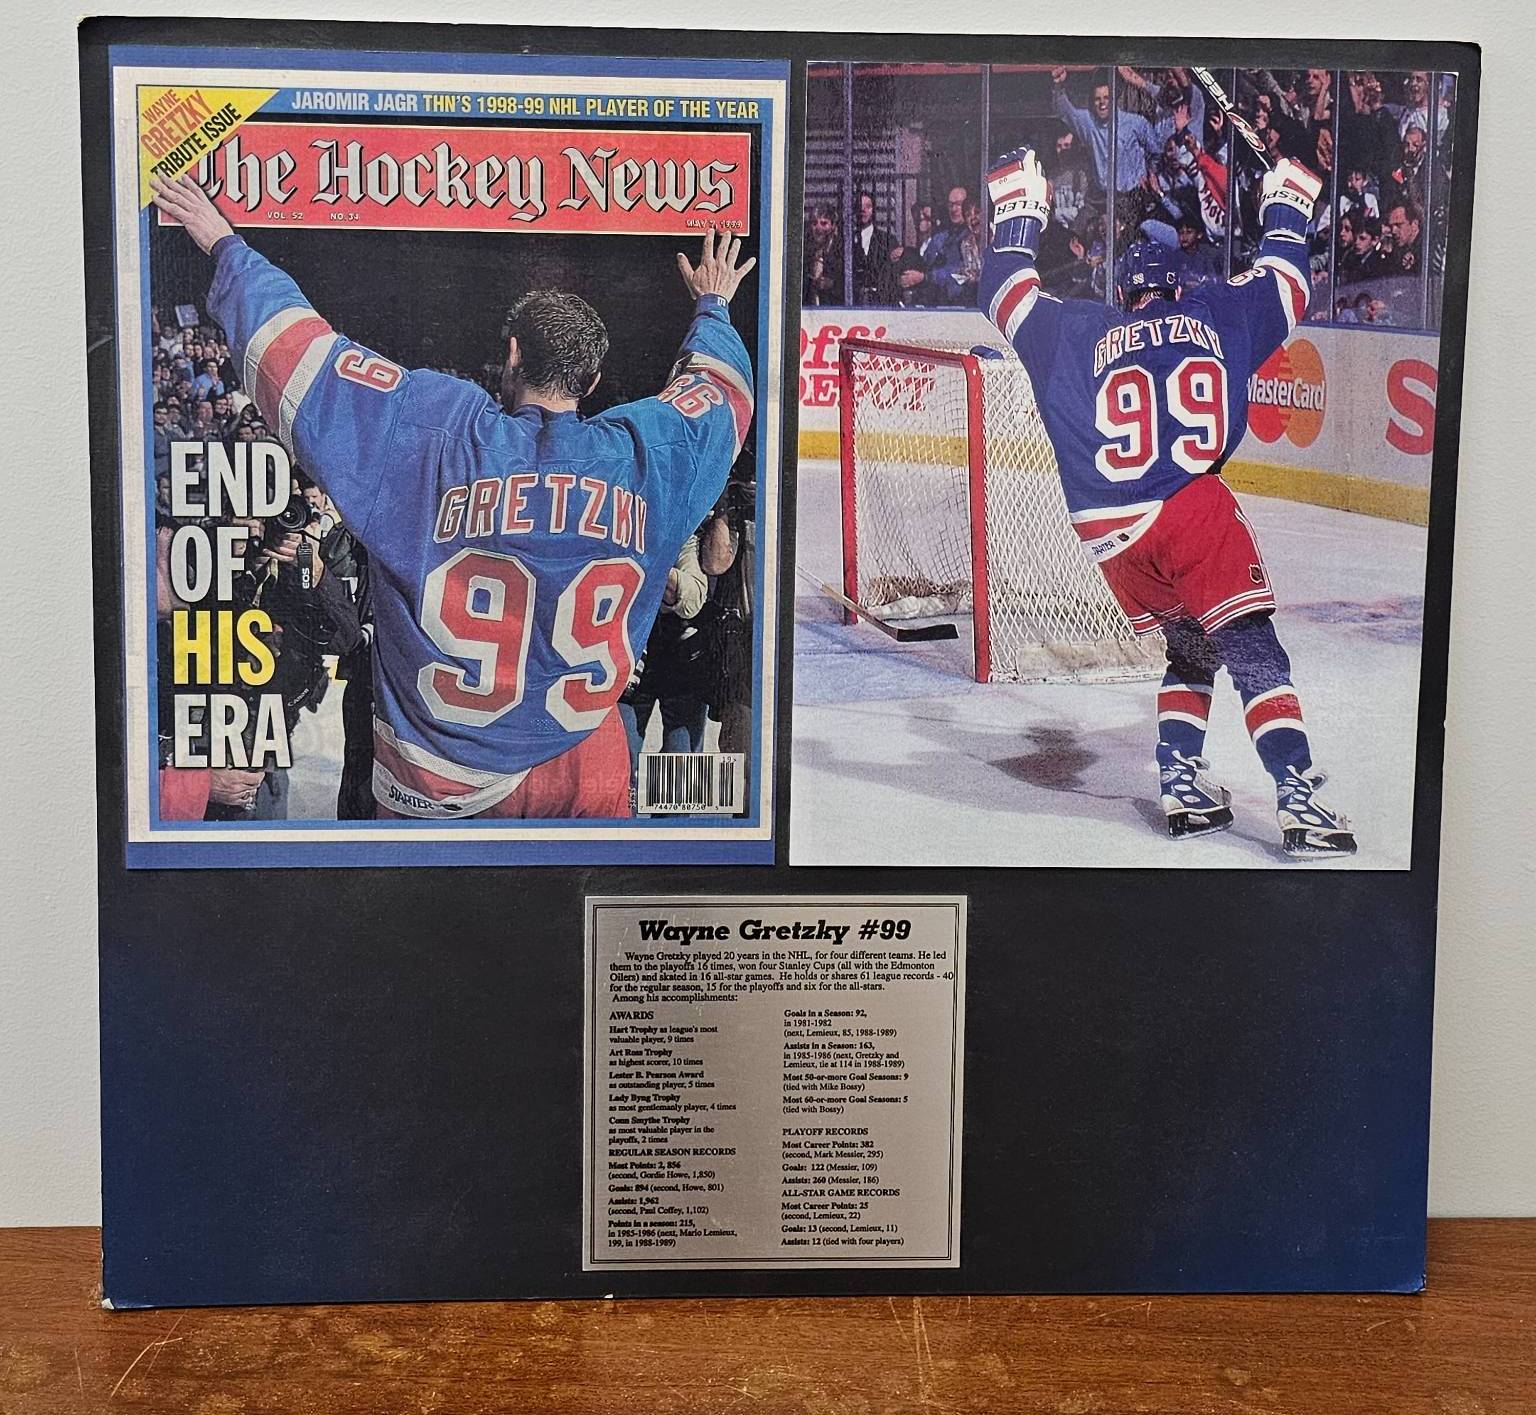 WAYNE
GRETZKY
TRIBUTE ISSUE
JAROMIR JAGR THN'S 1998-99 NHL PLAYER OF THE YEAR
The Hockey News
VOL. 52 NO. 34 MAY 7, 1999
99
99
GRETZKY
99
END
OF
HIS
ERA
EOS
STARTER
74470 80750
HESPELER
HESP
99 C
GRETZKY
99
MasterCard
S
STARTER
Wayne Gretzky #99
Wayne Gretzky played 20 years in the NHL, for four different teams. He led
them to the playoffs 16 times, won four Stanley Cups (all with the Edmonton
Oilers) and skated in 16 all-star games. He holds or shares 61 league records - 40
for the regular season, 15 for the playoffs and six for the all-stars.
Among his accomplishments:
AWARDS
Hart Trophy as league's most
valuable player, 9 times
Art Ross Trophy
as highest scorer, 10 times
Lester B. Pearson Award
as outstanding player, 5 times
Lady Byng Trophy
as most gentlemanly player, 4 times
Conn Smythe Trophy
as most valuable player in the
playoffs, 2 times
REGULAR SEASON RECORDS
Most Points: 2, 856
(second, Gordie Howe, 1,850)
Goals: 894 (second, Howe, 801)
Assists: 1,962
(second, Paul Coffey, 1,102)
Points in a season: 215,
in 1985-1986 (next, Mario Lemieux,
199, in 1988-1989)
Goals in a Season: 92,
in 1981-1982
(next, Lemieux, 85, 1988-1989)
Assists in a Season: 163,
in 1985-1986 (next, Gretzky and
Lemieux, tie at 114 in 1988-1989)
Most 50-or-more Goal Seasons: 9
(tied with Mike Bossy)
Most 60-or-more Goal Seasons: 5
(tied with Bossy)
PLAYOFF RECORDS
Most Career Points: 382
(second, Mark Messier, 295)
Goals: 122 (Messier, 109)
Assists: 260 (Messier, 186)
ALL-STAR GAME RECORDS
Most Career Points: 25
(second, Lemieux, 22)
Goals: 13 (second, Lemieux, 11)
Assists: 12 (tied with four players)